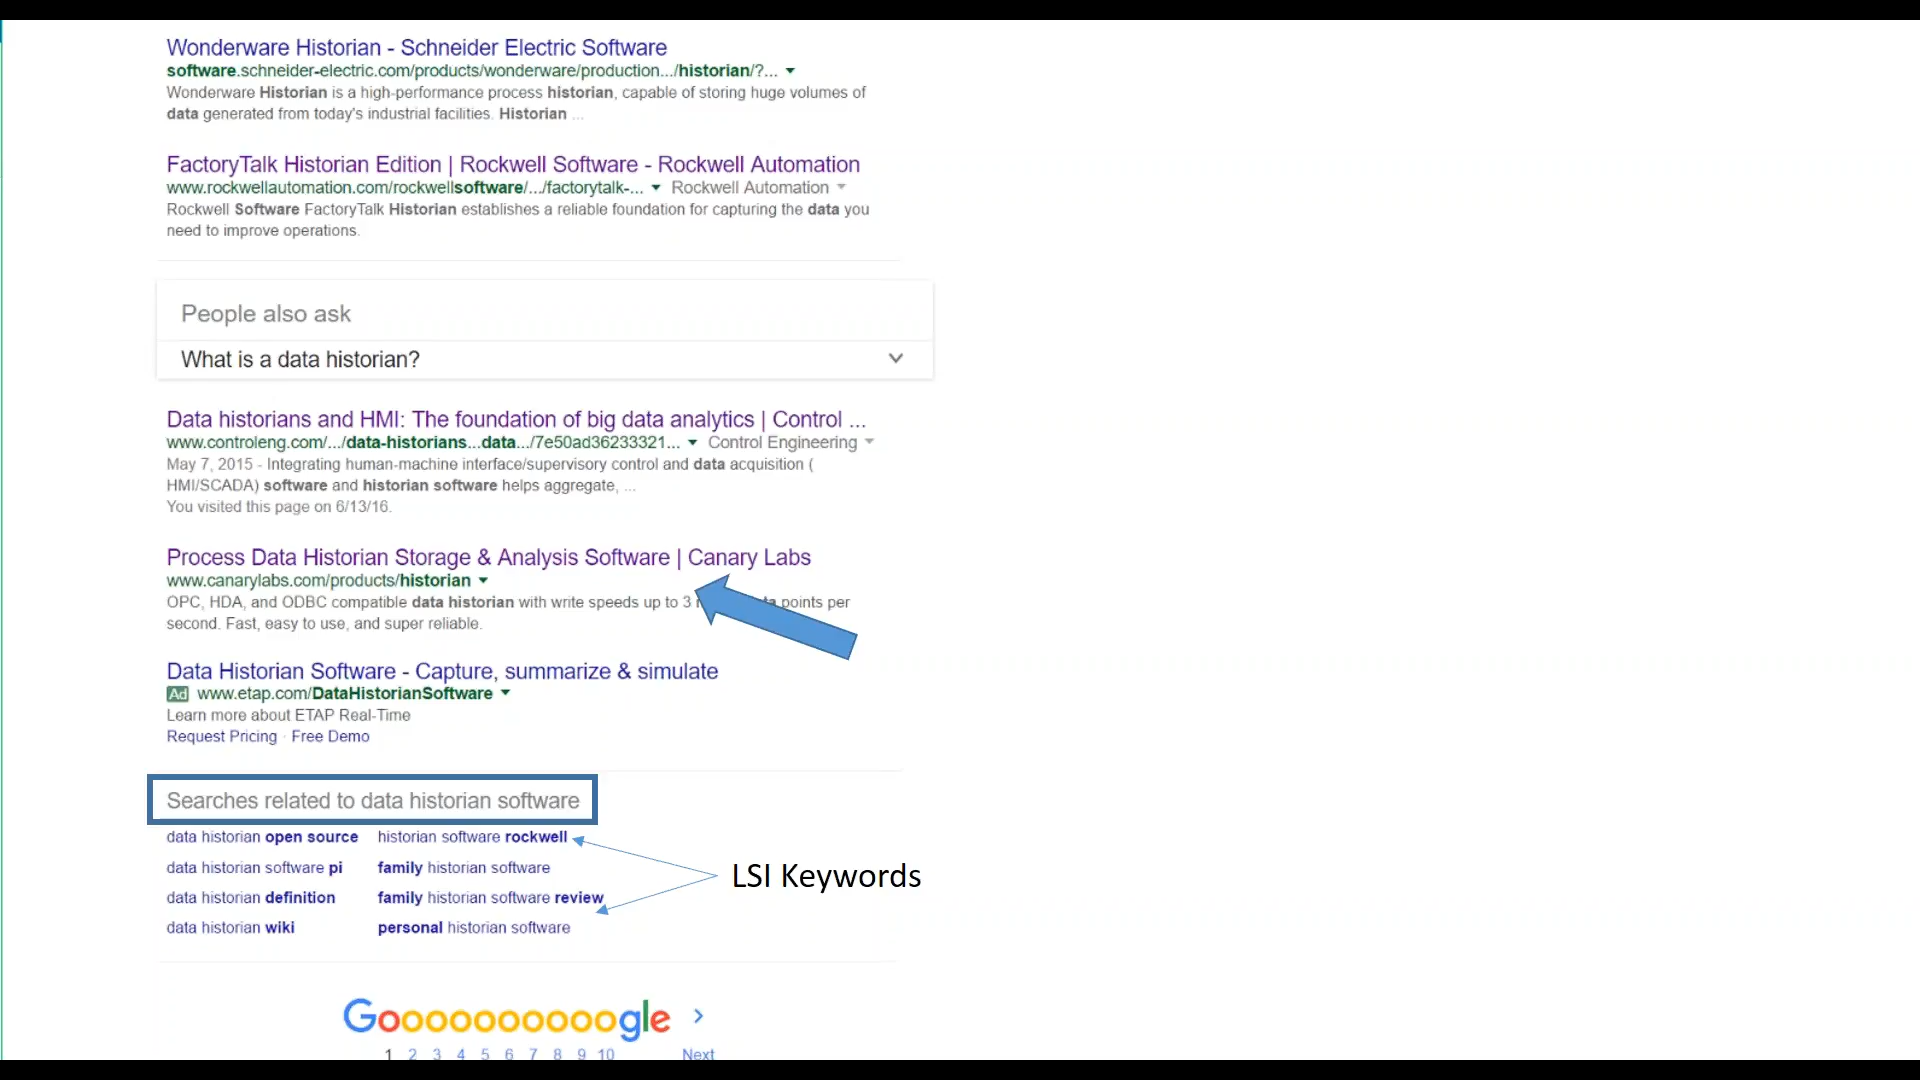 Wonderware Historian - Schneider Electric Software
software.schneider-electric.com/products/wonderware/production.../historian/?...
Wonderware Historian is a high-performance process historian, capable of storing huge volumes of
data generated from today's industrial facilities. Historian ...
FactoryTalk Historian Edition | Rockwell Software - Rockwell Automation
www.rockwellautomation.com/rockwellsoftware/.../factorytalk-... Rockwell Automation
Rockwell Software FactoryTalk Historian establishes a reliable foundation for capturing the data you
need to improve operations.
People also ask
What is a data historian?
Data historians and HMI: The foundation of big data analytics | Control ...
www.controleng.com/.../data-historians...data.../7e50ad36233321... Control Engineering
May 7, 2015 - Integrating human-machine interface/supervisory control and data acquisition (
HMI/SCADA) software and historian software helps aggregate, ...
You visited this page on 6/13/16.
Process Data Historian Storage & Analysis Software | Canary Labs
www.canarylabs.com/products/historian
OPC, HDA, and ODBC compatible data historian with write speeds up to 3 points per
second. Fast, easy to use, and super reliable.
Data Historian Software - Capture, summarize & simulate
Ad www.etap.com/DataHistorianSoftware
Learn more about ETAP Real-Time
Request Pricing · Free Demo
Searches related to data historian software
data historian open source historian software rockwell
data historian software pi family historian software
LSI Keywords
data historian definition family historian software review
data historian wiki personal historian software
Goooooooooogle
1 2 3 4 5 6 7 8 9 10 Next